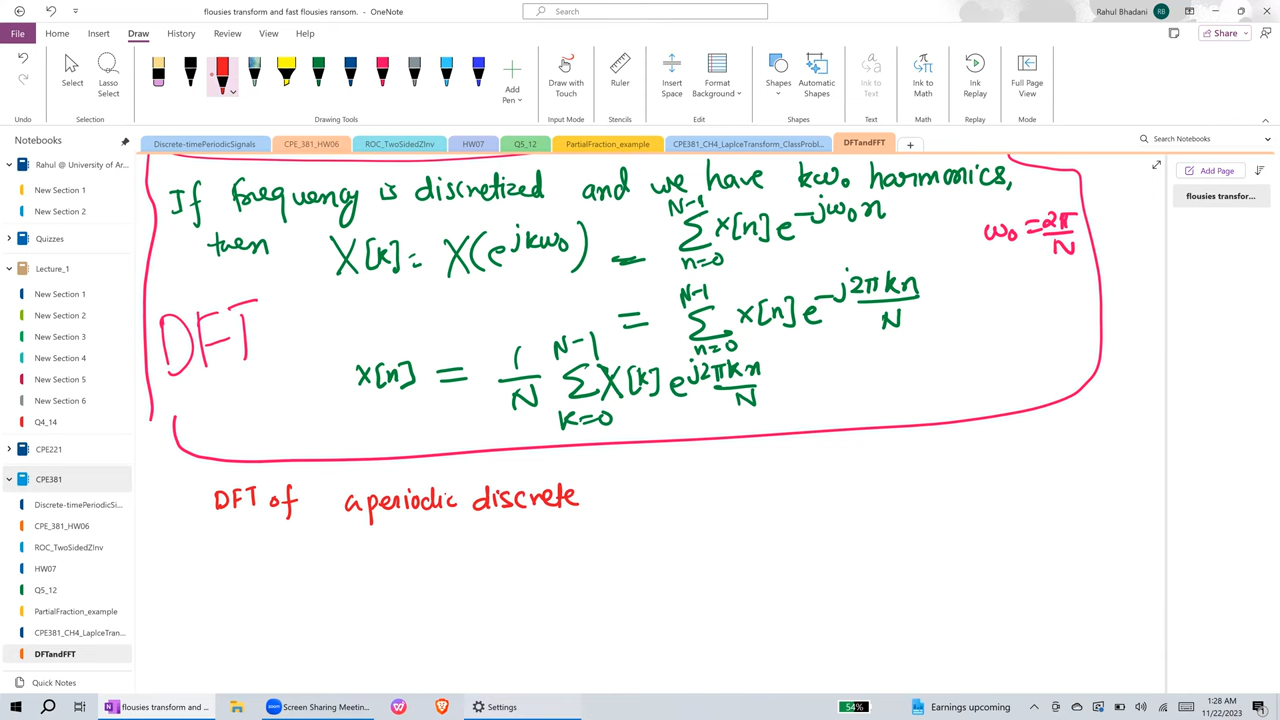 flousies transform and fast flousies ransom. - OneNote
Search
Rahul Bhadani RB
File Home Insert Draw History Review View Help
Share
Select
Lasso Select
Add Pen
Draw with Touch
Ruler
Insert Space
Format Background
Shapes
Automatic Shapes
Ink to Text
Ink to Math
Ink Replay
Full Page View
Undo Selection Drawing Tools Input Mode Stencils Edit Shapes Text Math Replay Mode
Notebooks
Discrete-timePeriodicSignals CPE_381_HW06 ROC_TwoSidedZInv HW07 Q5_12 PartialFraction_example CPE381_CH4_LaplceTransform_ClassProbl... DFTandFFT +
Search Notebooks
Rahul @ University of Ar...
New Section 1
New Section 2
Quizzes
Lecture_1
New Section 1
New Section 2
New Section 3
New Section 4
New Section 5
New Section 6
Q4_14
CPE221
CPE381
Discrete-timePeriodicSi...
CPE_381_HW06
ROC_TwoSidedZInv
HW07
Q5_12
PartialFraction_example
CPE381_CH4_LaplceTran...
DFTandFFT
Quick Notes
If frequency is discretized and we have kω₀ harmonics,
then X[k] = X(e^{jkω₀}) = Σ_{n=0}^{N-1} x[n] e^{-jω₀n}
ω₀ = 2π/N
= Σ_{n=0}^{N-1} x[n] e^{-j2πkn/N}
DFT
x[n] = 1/N Σ_{k=0}^{N-1} X[k] e^{j2πkn/N}
DFT of aperiodic discrete
Add Page
flousies transform and fast flousies ransom...
flousies transform and ...
Screen Sharing Meetin...
Settings
54%
Earnings upcoming
1:28 AM
11/22/2023